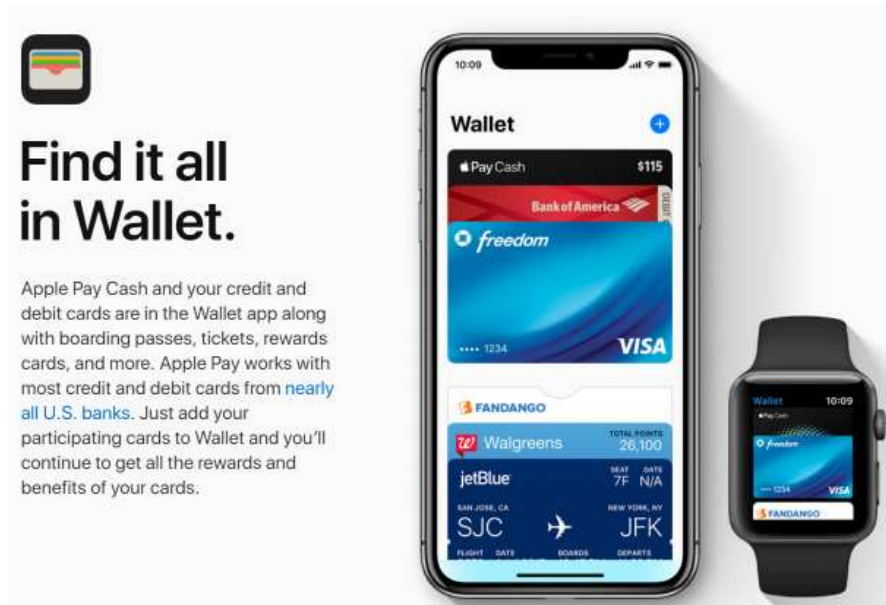 Find it all
in Wallet.
Apple Pay Cash and your credit and
debit cards are in the Wallet app along
with boarding passes, tickets, rewards
cards, and more. Apple Pay works with
most credit and debit cards from nearly
all U.S. banks. Just add your
participating cards to Wallet and you’ll
continue to get all the rewards and
benefits of your cards.
10:09
Wallet
Pay Cash $115
Bank of America
DEBIT
freedom
•••• 1234 VISA
FANDANGO
Walgreens TOTAL POINTS
26,100
jetBlue SEAT DATE
7F N/A
SAN JOSE, CA NEW YORK, NY
SJC JFK
FLIGHT DATE BOARDS DEPARTS
Wallet 10:09
Pay Cash
freedom
•••• 1234 VISA
FANDANGO